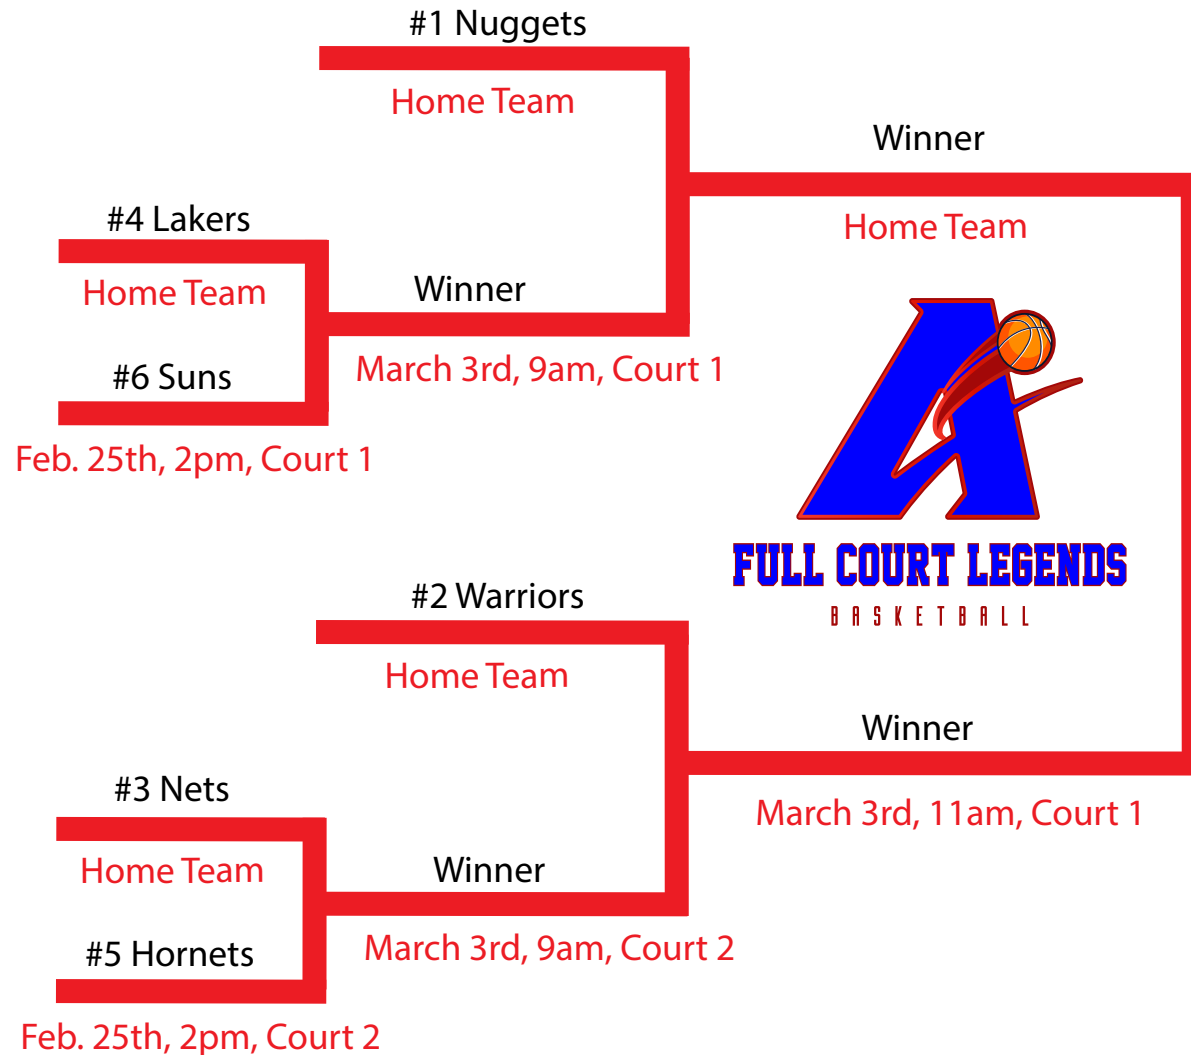 #1 Nuggets
Home Team
Winner
Home Team
#4 Lakers
Home Team
Winner
#6 Suns
March 3rd, 9am, Court 1
Feb. 25th, 2pm, Court 1
FULL COURT LEGENDS
BASKETBALL
#2 Warriors
Home Team
Winner
#3 Nets
March 3rd, 11am, Court 1
Home Team
Winner
#5 Hornets
March 3rd, 9am, Court 2
Feb. 25th, 2pm, Court 2